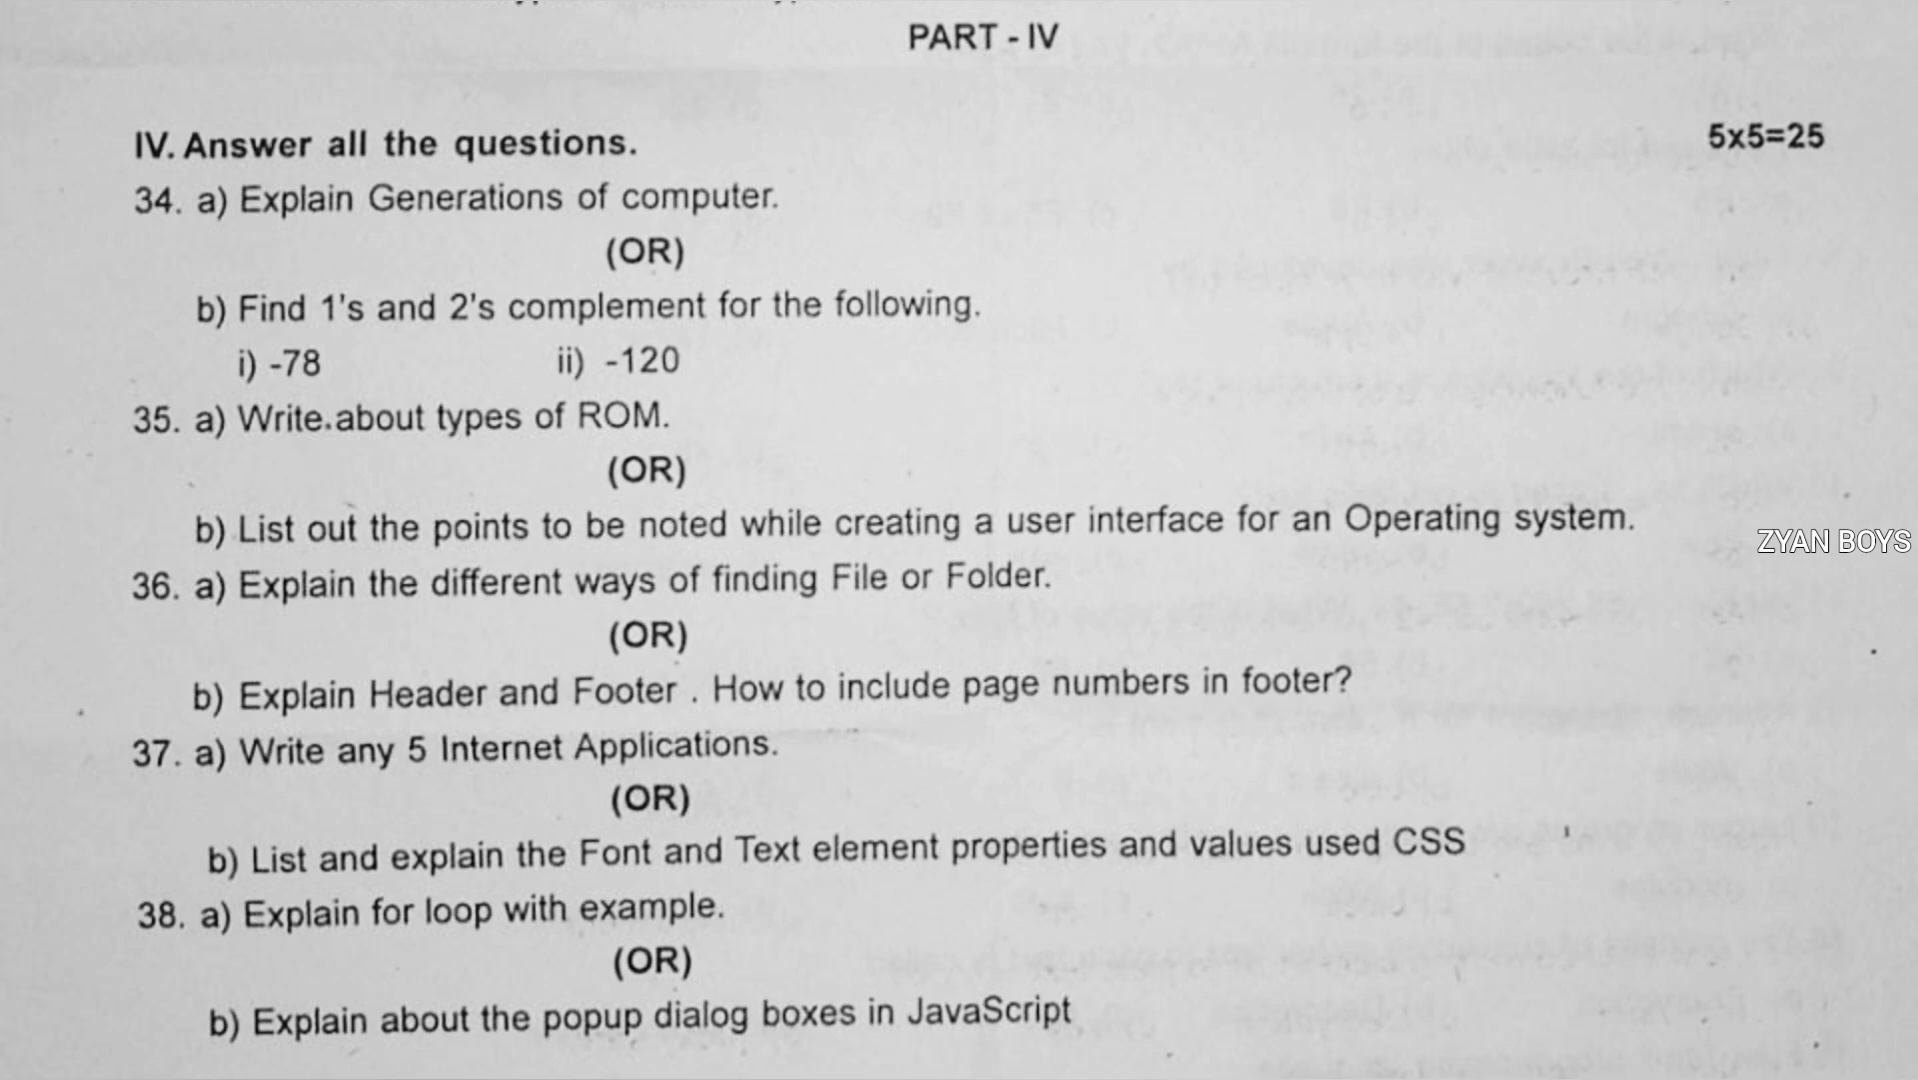 PART - IV
IV. Answer all the questions. 5x5=25
34. a) Explain Generations of computer.
(OR)
b) Find 1's and 2's complement for the following.
i) -78 ii) -120
35. a) Write about types of ROM.
(OR)
b) List out the points to be noted while creating a user interface for an Operating system.
ZYAN BOYS
36. a) Explain the different ways of finding File or Folder.
(OR)
b) Explain Header and Footer . How to include page numbers in footer?
37. a) Write any 5 Internet Applications.
(OR)
b) List and explain the Font and Text element properties and values used CSS
38. a) Explain for loop with example.
(OR)
b) Explain about the popup dialog boxes in JavaScript